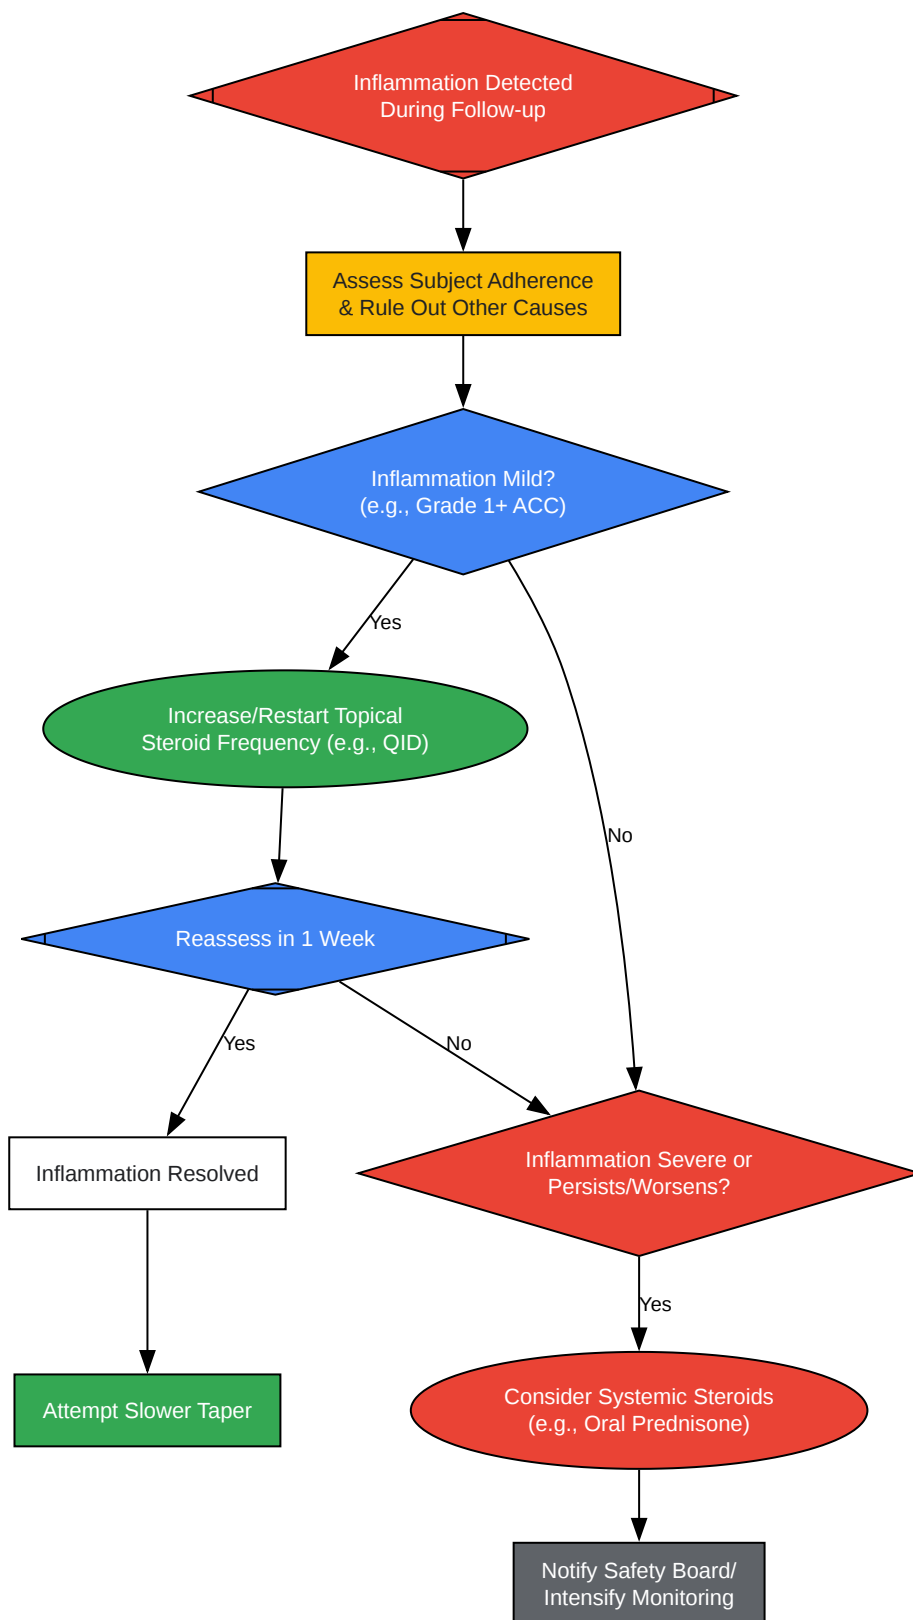 Inflammation Detected
During Follow-up
Assess Subject Adherence
& Rule Out Other Causes
Inflammation Mild?
(e.g., Grade 1+ ACC)
Yes
Increase/Restart Topical
Steroid Frequency (e.g., QID)
No
Reassess in 1 Week
Yes
No
Inflammation Resolved
Inflammation Severe or
Persists/Worsens?
Yes
Attempt Slower Taper
Consider Systemic Steroids
(e.g., Oral Prednisone)
Notify Safety Board/
Intensify Monitoring